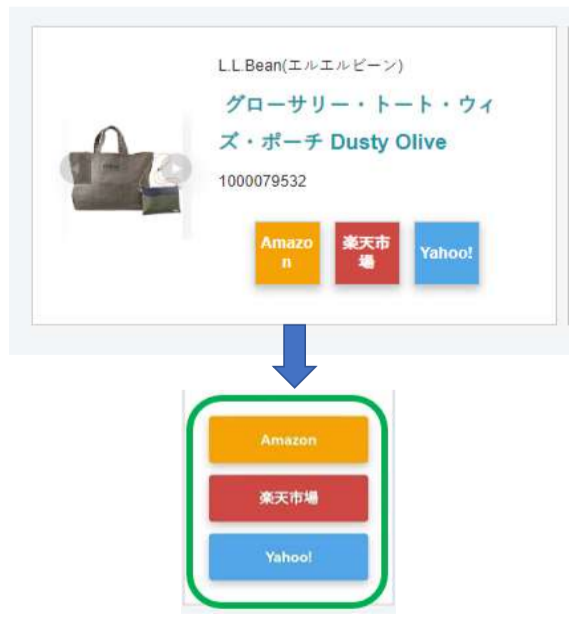 L.L.Bean(エルエルビーン)
グローサリー・トート・ウィ
ズ・ポーチ Dusty Olive
1000079532
Amazo
n
楽天市
場
Yahoo!
Amazon
楽天市場
Yahoo!